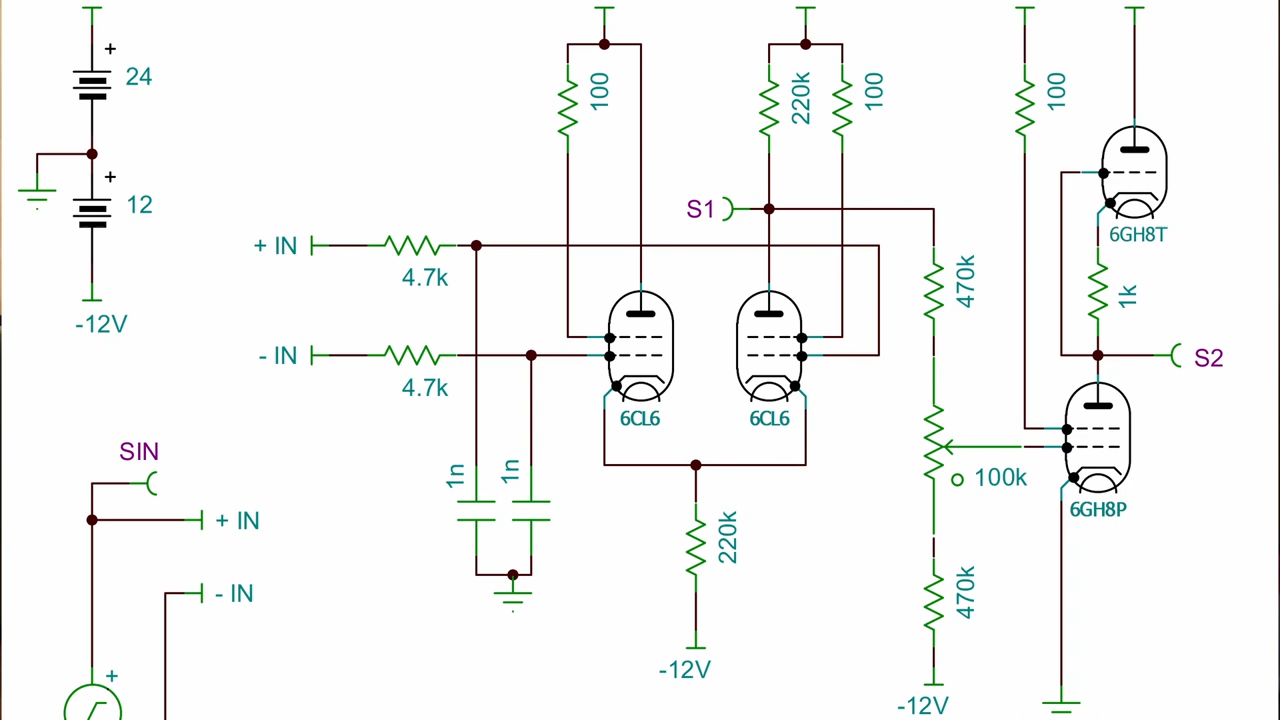 +
24
+
12
-12V
+ IN
4.7k
- IN
4.7k
100
220k
100
100
S1
470k
6GH8T
1k
S2
6CL6
6CL6
100k
6GH8P
1n
1n
220k
470k
-12V
-12V
SIN
+ IN
- IN
+